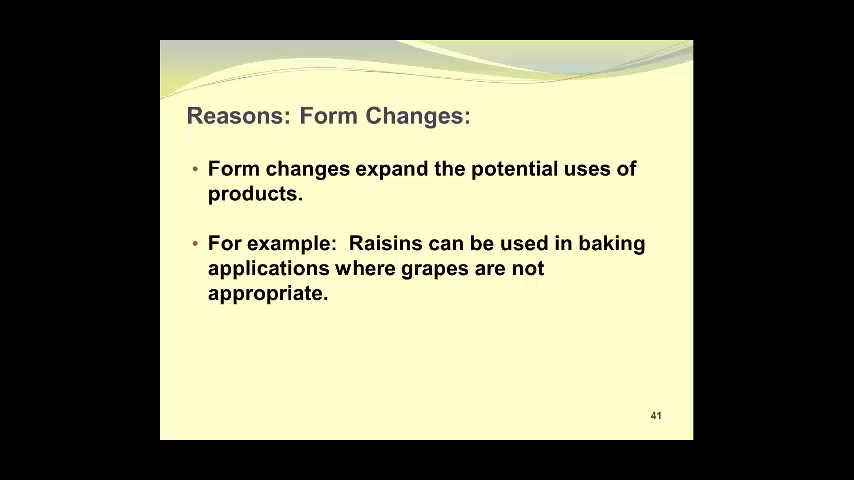 Reasons: Form Changes:
• Form changes expand the potential uses of
products.
• For example:  Raisins can be used in baking
applications where grapes are not
appropriate.
41